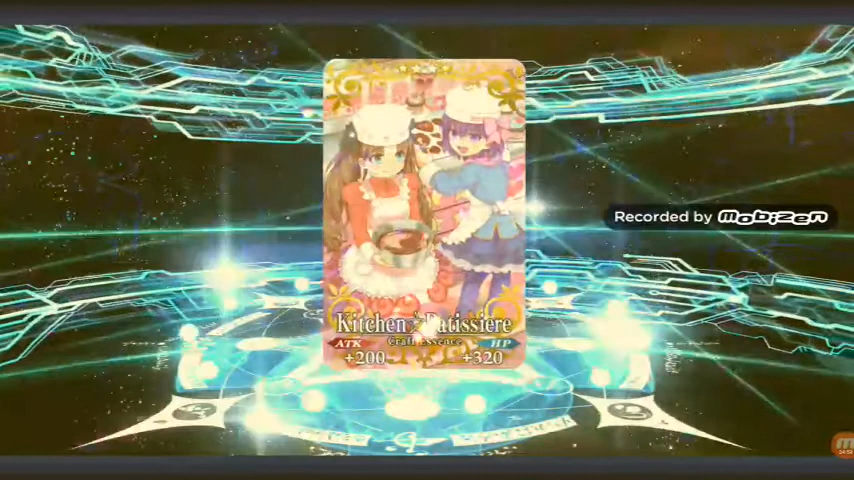 Recorded by mobizen
Kitchen☆Patissiere
ATK Craft Essence HP
+200 +320